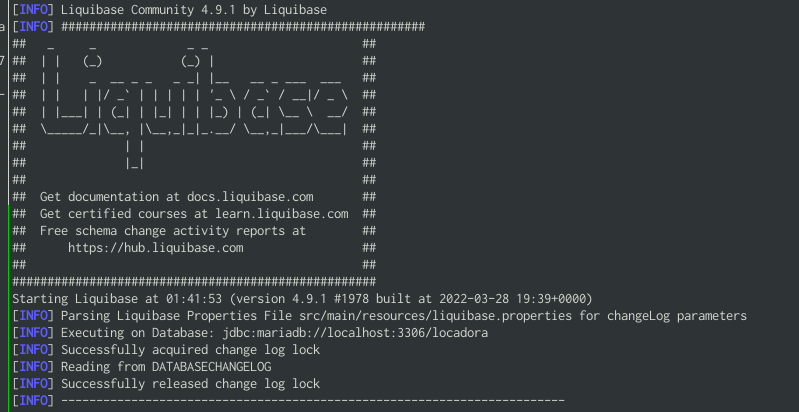 [INFO] Liquibase Community 4.9.1 by Liquibase
[INFO] ####################################################
##   _     _             _ _                      ##
##  | |   (_)           (_) |                     ##
##  | |    _  __ _ _   _ _| |__   __ _ ___  ___   ##
##  | |   | |/ _` | | | | | '_ \ / _` / __|/ _ \  ##
##  | |___| | (_| | |_| | | |_) | (_| \__ \  __/  ##
##  \_____/_|\__, |\__,_|_|_.__/ \__,_|___/\___|  ##
##              | |                               ##
##              |_|                               ##
##                                                ##
##  Get documentation at docs.liquibase.com       ##
##  Get certified courses at learn.liquibase.com  ##
##  Free schema change activity reports at        ##
##      https://hub.liquibase.com                 ##
##                                                ##
####################################################
Starting Liquibase at 01:41:53 (version 4.9.1 #1978 built at 2022-03-28 19:39+0000)
[INFO] Parsing Liquibase Properties File src/main/resources/liquibase.properties for changeLog parameters
[INFO] Executing on Database: jdbc:mariadb://localhost:3306/locadora
[INFO] Successfully acquired change log lock
[INFO] Reading from DATABASECHANGELOG
[INFO] Successfully released change log lock
[INFO] ------------------------------------------------------------------------